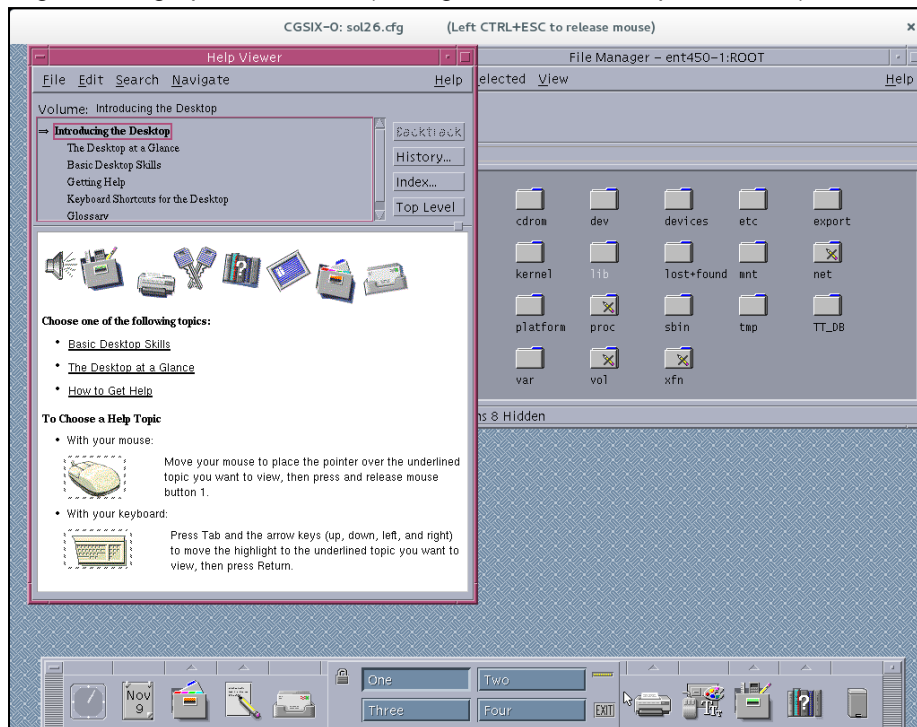 CGSIX-0: sol26.cfg (Left CTRL+ESC to release mouse)
Help Viewer
File Edit Search Navigate Help
Volume: Introducing the Desktop
⇒ Introducing the Desktop
The Desktop at a Glance
Basic Desktop Skills
Getting Help
Keyboard Shortcuts for the Desktop
Glossary
Backtrack
History...
Index...
Top Level
Choose one of the following topics:
• Basic Desktop Skills
• The Desktop at a Glance
• How to Get Help
To Choose a Help Topic
• With your mouse:
Move your mouse to place the pointer over the underlined
topic you want to view, then press and release mouse
button 1.
• With your keyboard:
Press Tab and the arrow keys (up, down, left, and right)
to move the highlight to the underlined topic you want to
view, then press Return.
File Manager - ent450-1:ROOT
elected View Help
cdrom dev devices etc export
kernel lib lost+found mnt net
platform proc sbin tmp TT_DB
var vol xfn
ns 8 Hidden
Nov
9
One Two
Three Four
EXIT